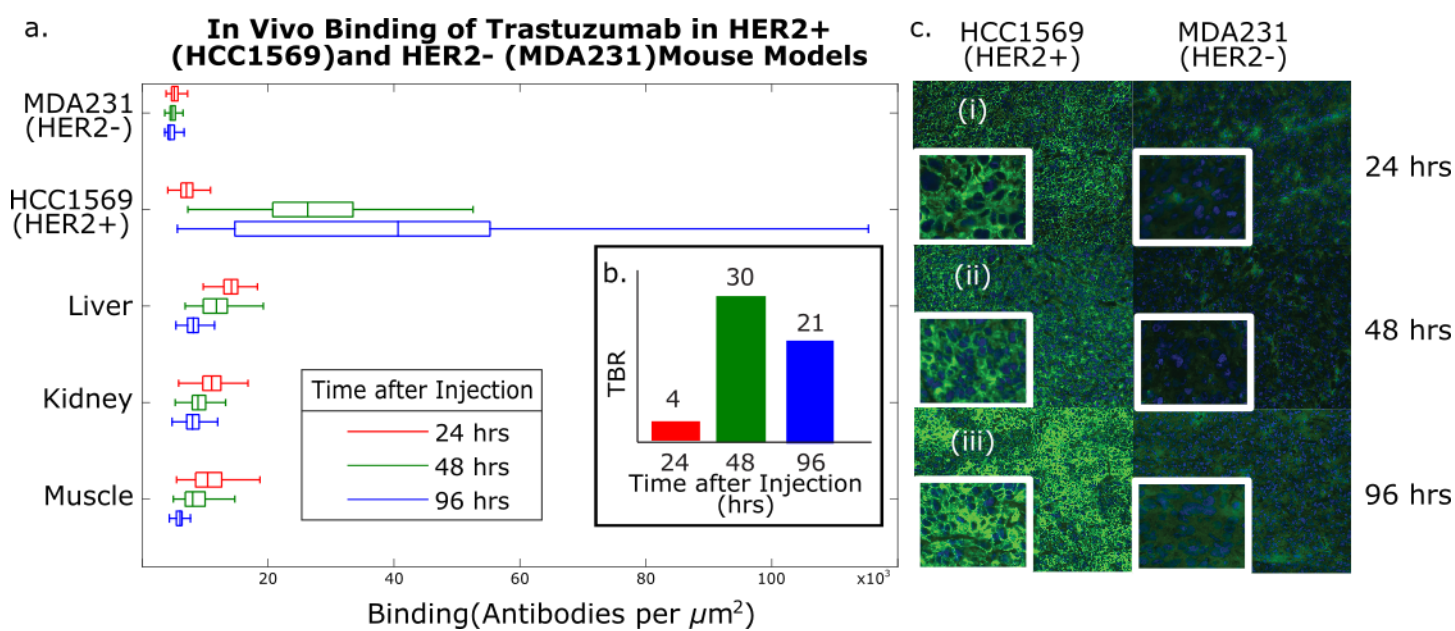 a.
In Vivo Binding of Trastuzumab in HER2+
(HCC1569)and HER2- (MDA231)Mouse Models
MDA231
(HER2-)
HCC1569
(HER2+)
Liver
Kidney
Muscle
Time after Injection
24 hrs
48 hrs
96 hrs
20
40
60
80
100
x10³
Binding(Antibodies per µm²)
b.
TBR
4
30
21
24
48
96
Time after Injection
(hrs)
c.
HCC1569
(HER2+)
MDA231
(HER2-)
(i)
24 hrs
(ii)
48 hrs
(iii)
96 hrs